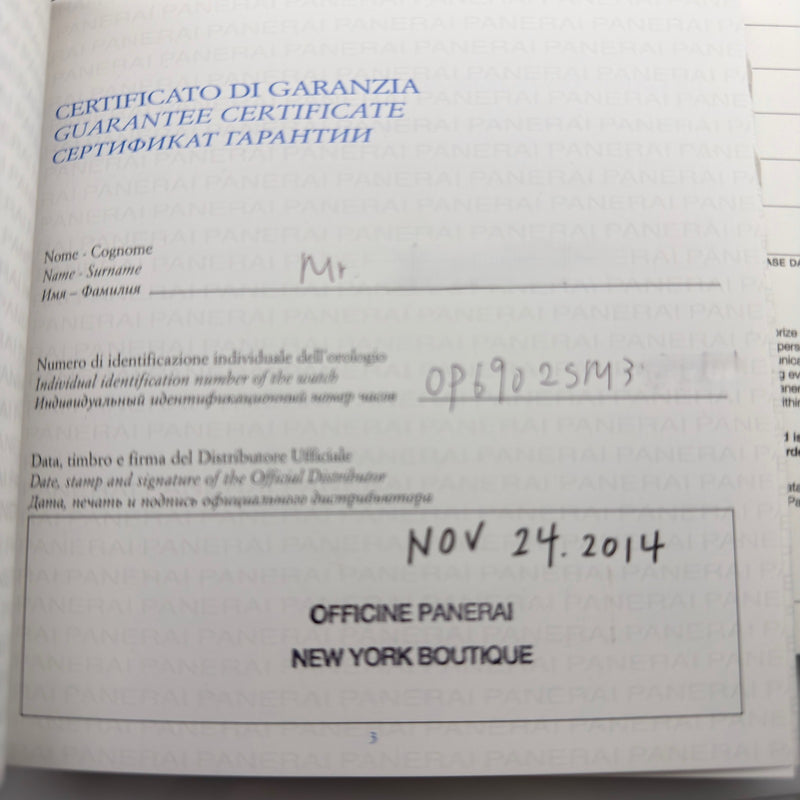 CERTIFICATO DI GARANZIA
GUARANTEE CERTIFICATE
СЕРТИФИКАТ ГАРАНТИИ
Nome - Cognome
Name - Surname
Имя – Фамилия
Mr.
Numero di identificazione individuale dell'orologio
Individual identification number of the watch
Индивидуальный идентификационный номер часов
OP6902SM3
Data, timbro e firma del Distributore Ufficiale
Date, stamp and signature of the Official Distributor
Дата, печать и подпись официального дистрибьютора
NOV 24. 2014
OFFICINE PANERAI
NEW YORK BOUTIQUE
3